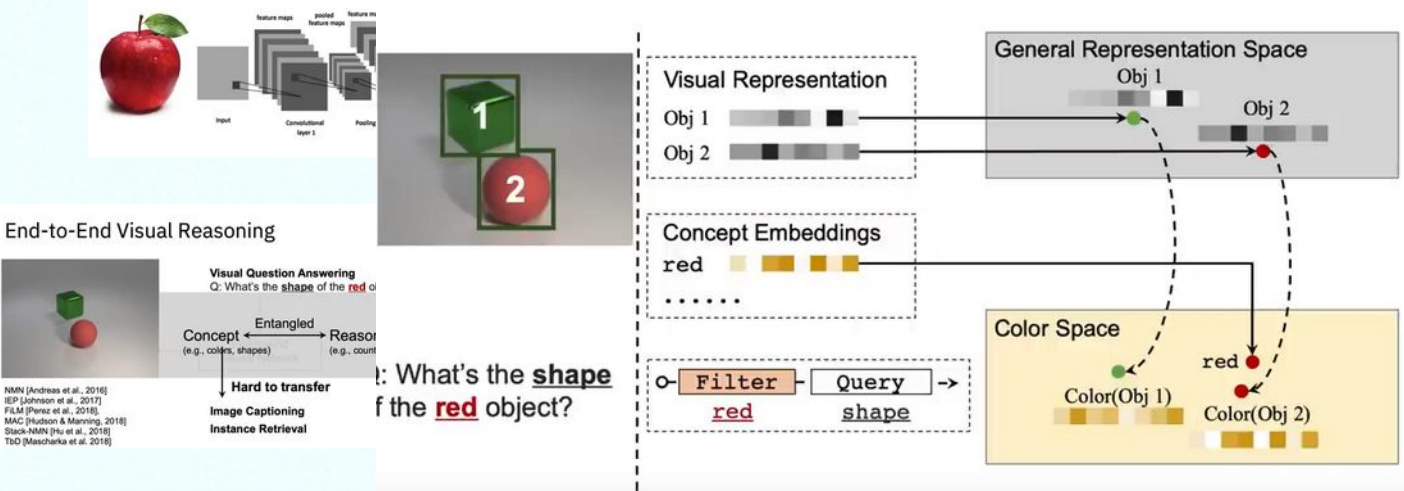 feature maps
pooled
feature maps
feature m
Input
Convolutional
layer 1
Pooling
End-to-End Visual Reasoning
Visual Question Answering
Q: What's the shape of the red o
Concept
Entangled
Reason
(e.g., colors, shapes)
(e.g., count
Hard to transfer
Image Captioning
Instance Retrieval
NMN [Andreas et al., 2016]
IEP [Johnson et al., 2017]
FiLM [Perez et al., 2018],
MAC [Hudson & Manning, 2018]
Stack-NMN [Hu et al., 2018]
TbD [Mascharka et al. 2018]
1
2
: What's the shape
f the red object?
Visual Representation
Obj 1
Obj 2
Concept Embeddings
red
......
Filter
Query
red
shape
General Representation Space
Obj 1
Obj 2
Color Space
red
Color(Obj 1)
Color(Obj 2)